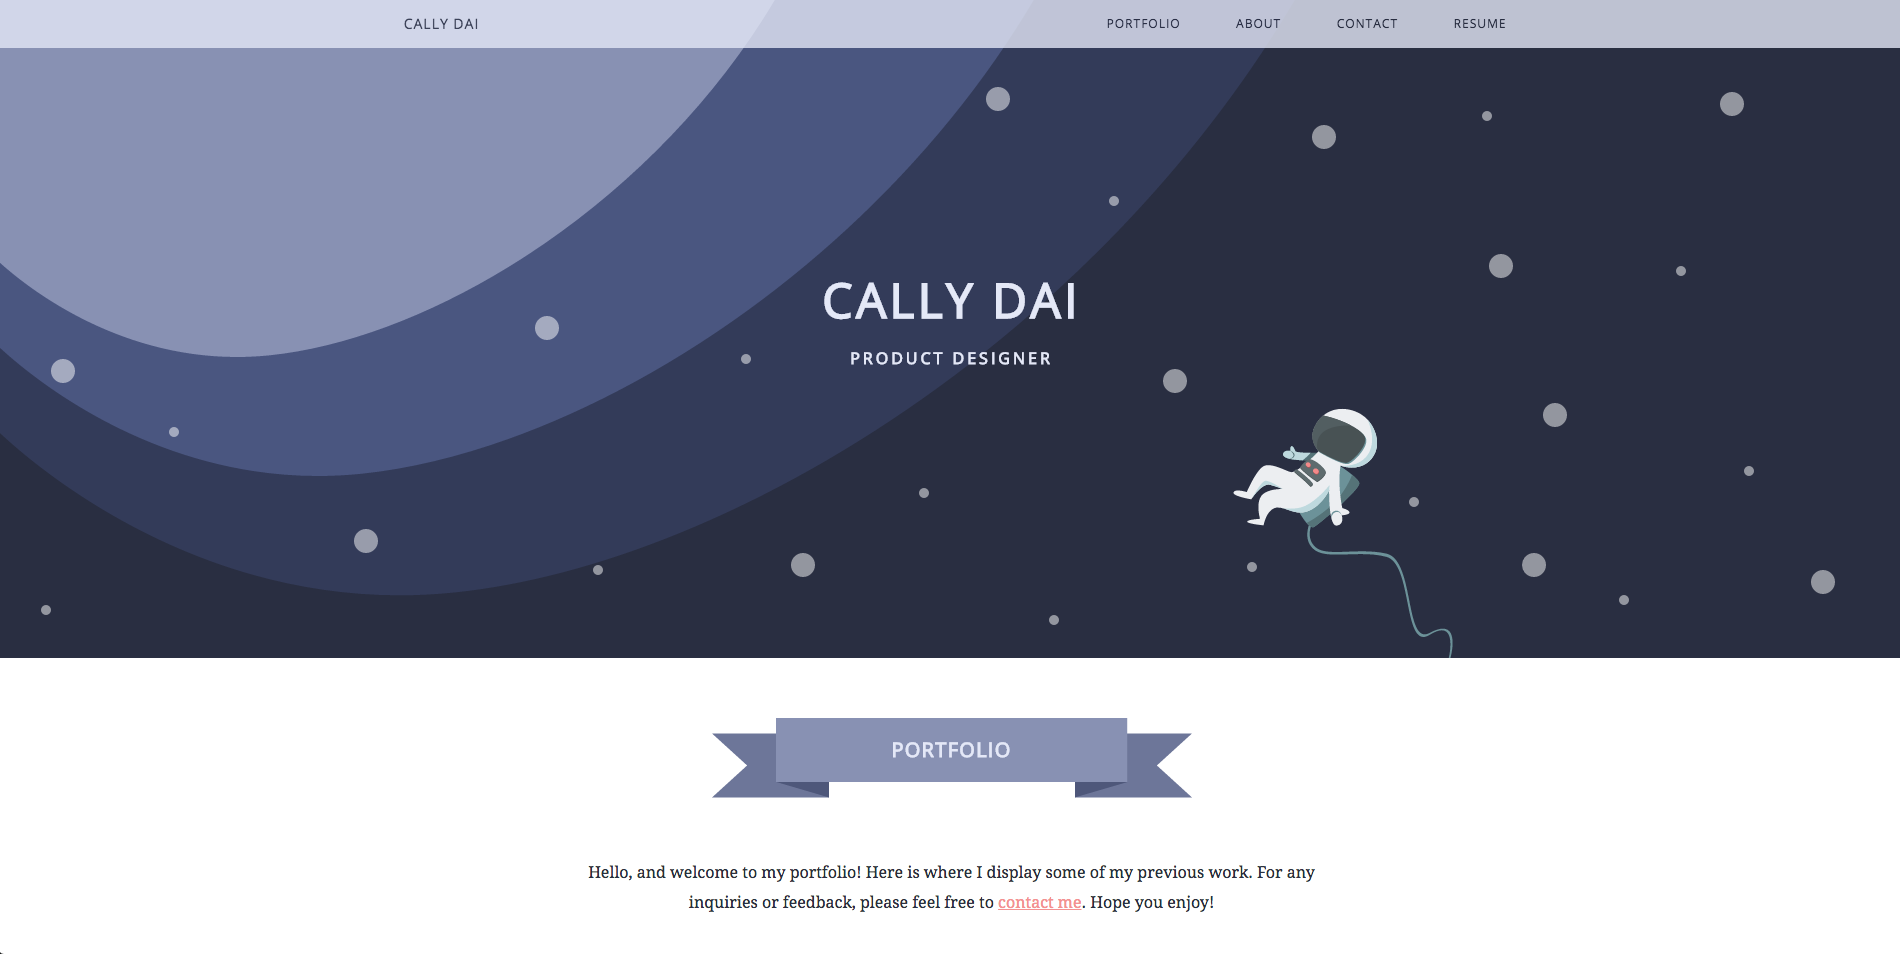 CALLY DAI
PORTFOLIO ABOUT CONTACT RESUME
CALLY DAI
PRODUCT DESIGNER
PORTFOLIO
Hello, and welcome to my portfolio! Here is where I display some of my previous work. For any
inquiries or feedback, please feel free to contact me. Hope you enjoy!